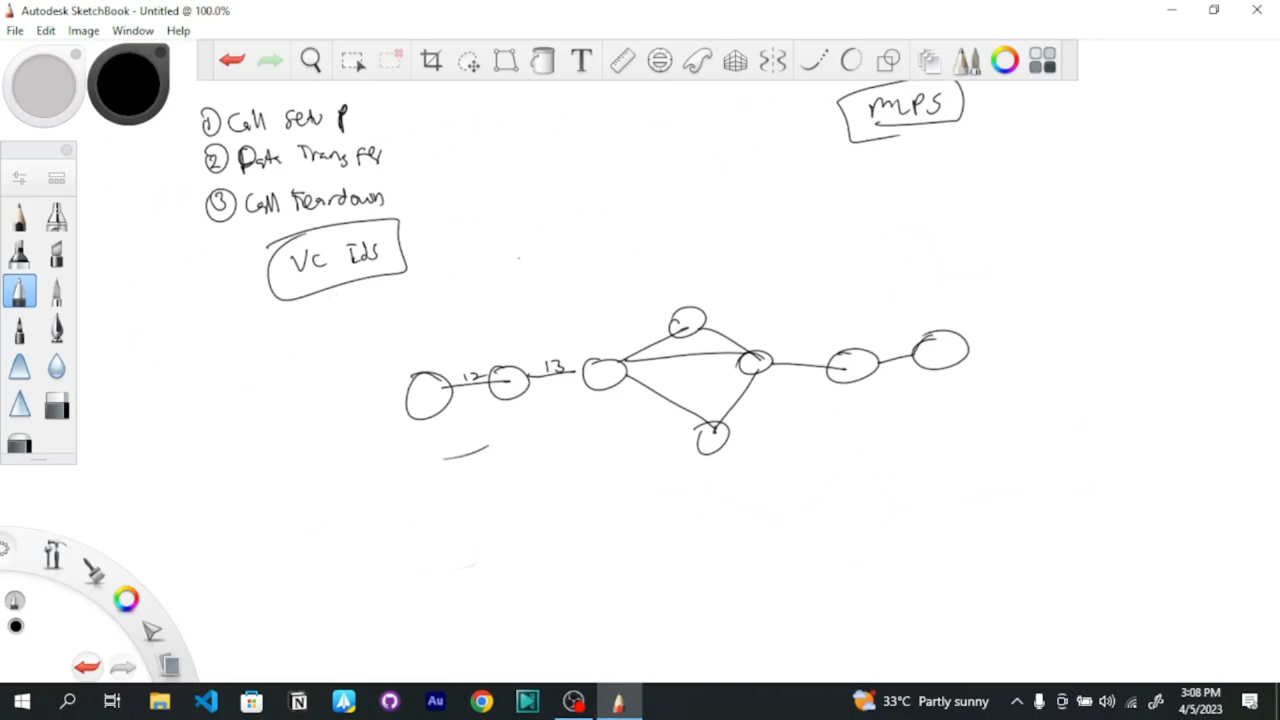 Autodesk SketchBook - Untitled @ 100.0%
File Edit Image Window Help
MPS
① Call Setup
② Data Transfer
③ Call Teardown
VC Ids
12 13
33°C Partly sunny
3:08 PM
4/5/2023